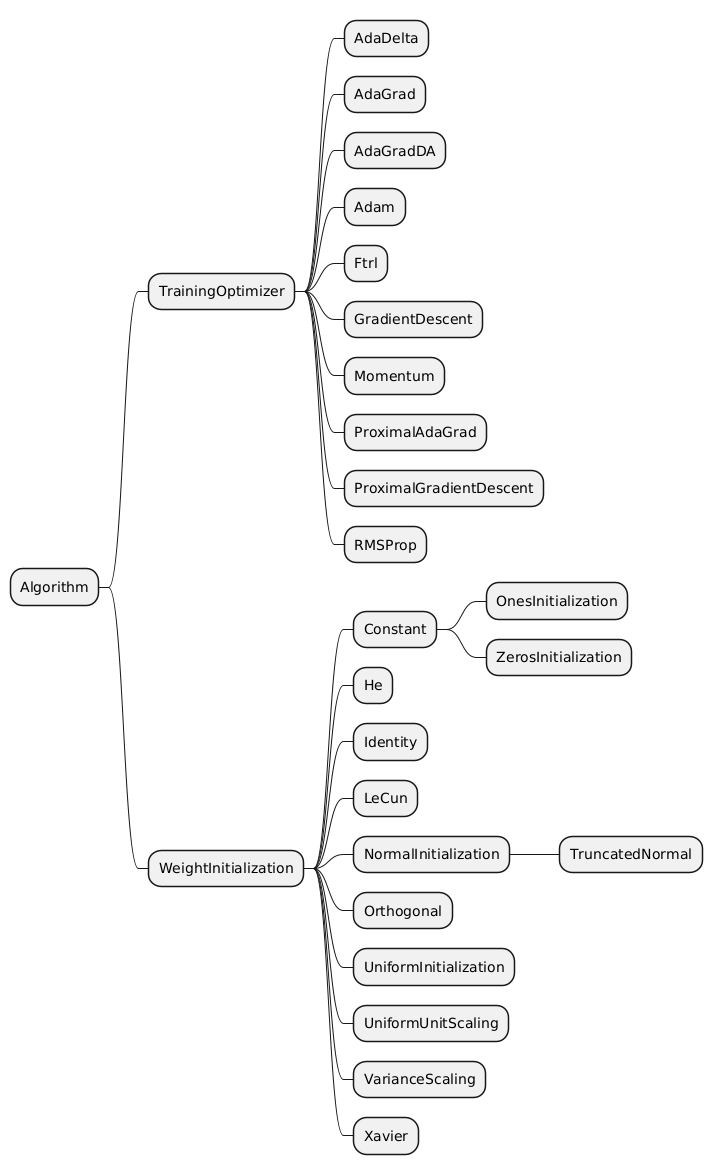 Algorithm
TrainingOptimizer
AdaDelta
AdaGrad
AdaGradDA
Adam
Ftrl
GradientDescent
Momentum
ProximalAdaGrad
ProximalGradientDescent
RMSProp
WeightInitialization
Constant
OnesInitialization
ZerosInitialization
He
Identity
LeCun
NormalInitialization
TruncatedNormal
Orthogonal
UniformInitialization
UniformUnitScaling
VarianceScaling
Xavier